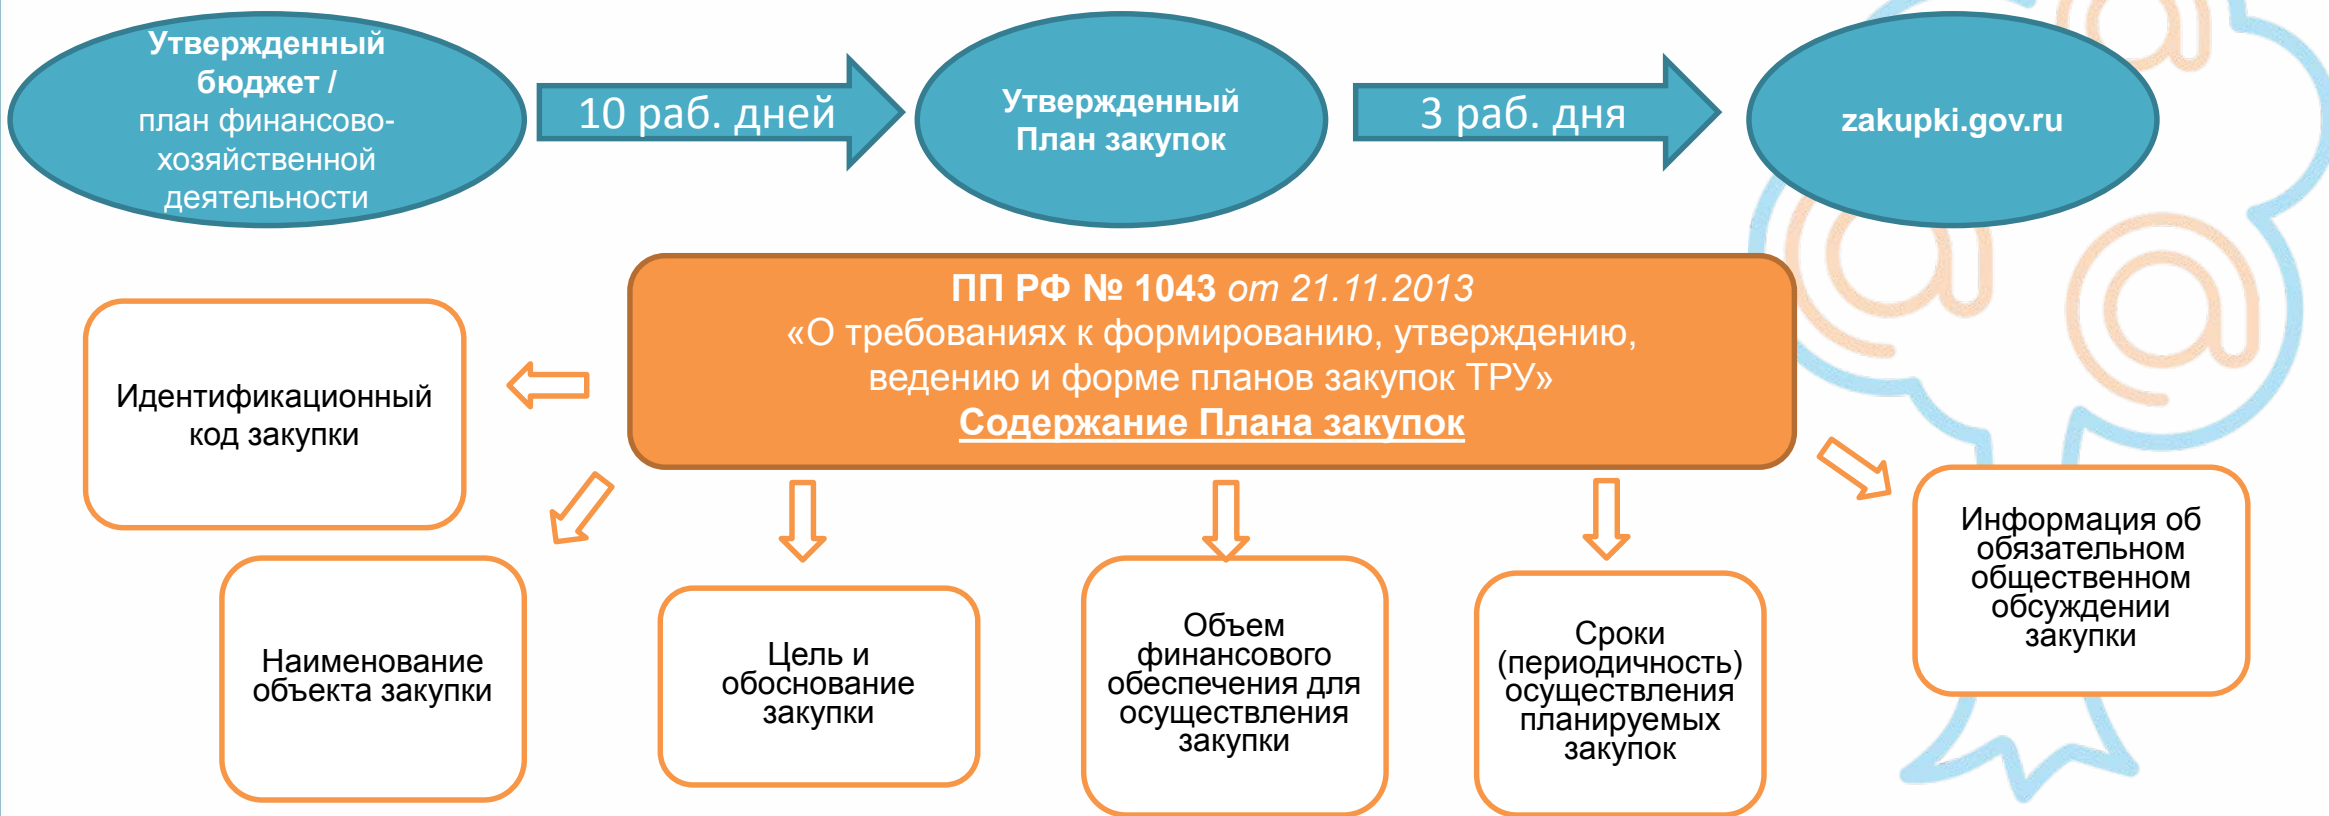 Утвержденный
бюджет /
план финансово-
хозяйственной
деятельности
10 раб. дней
Утвержденный
План закупок
3 раб. дня
zakupki.gov.ru
ПП РФ № 1043 от 21.11.2013
«О требованиях к формированию, утверждению,
ведению и форме планов закупок ТРУ»
Содержание Плана закупок
Идентификационный
код закупки
Наименование
объекта закупки
Цель и
обоснование
закупки
Объем
финансового
обеспечения для
осуществления
закупки
Сроки
(периодичность)
осуществления
планируемых
закупок
Информация об
обязательном
общественном
обсуждении
закупки